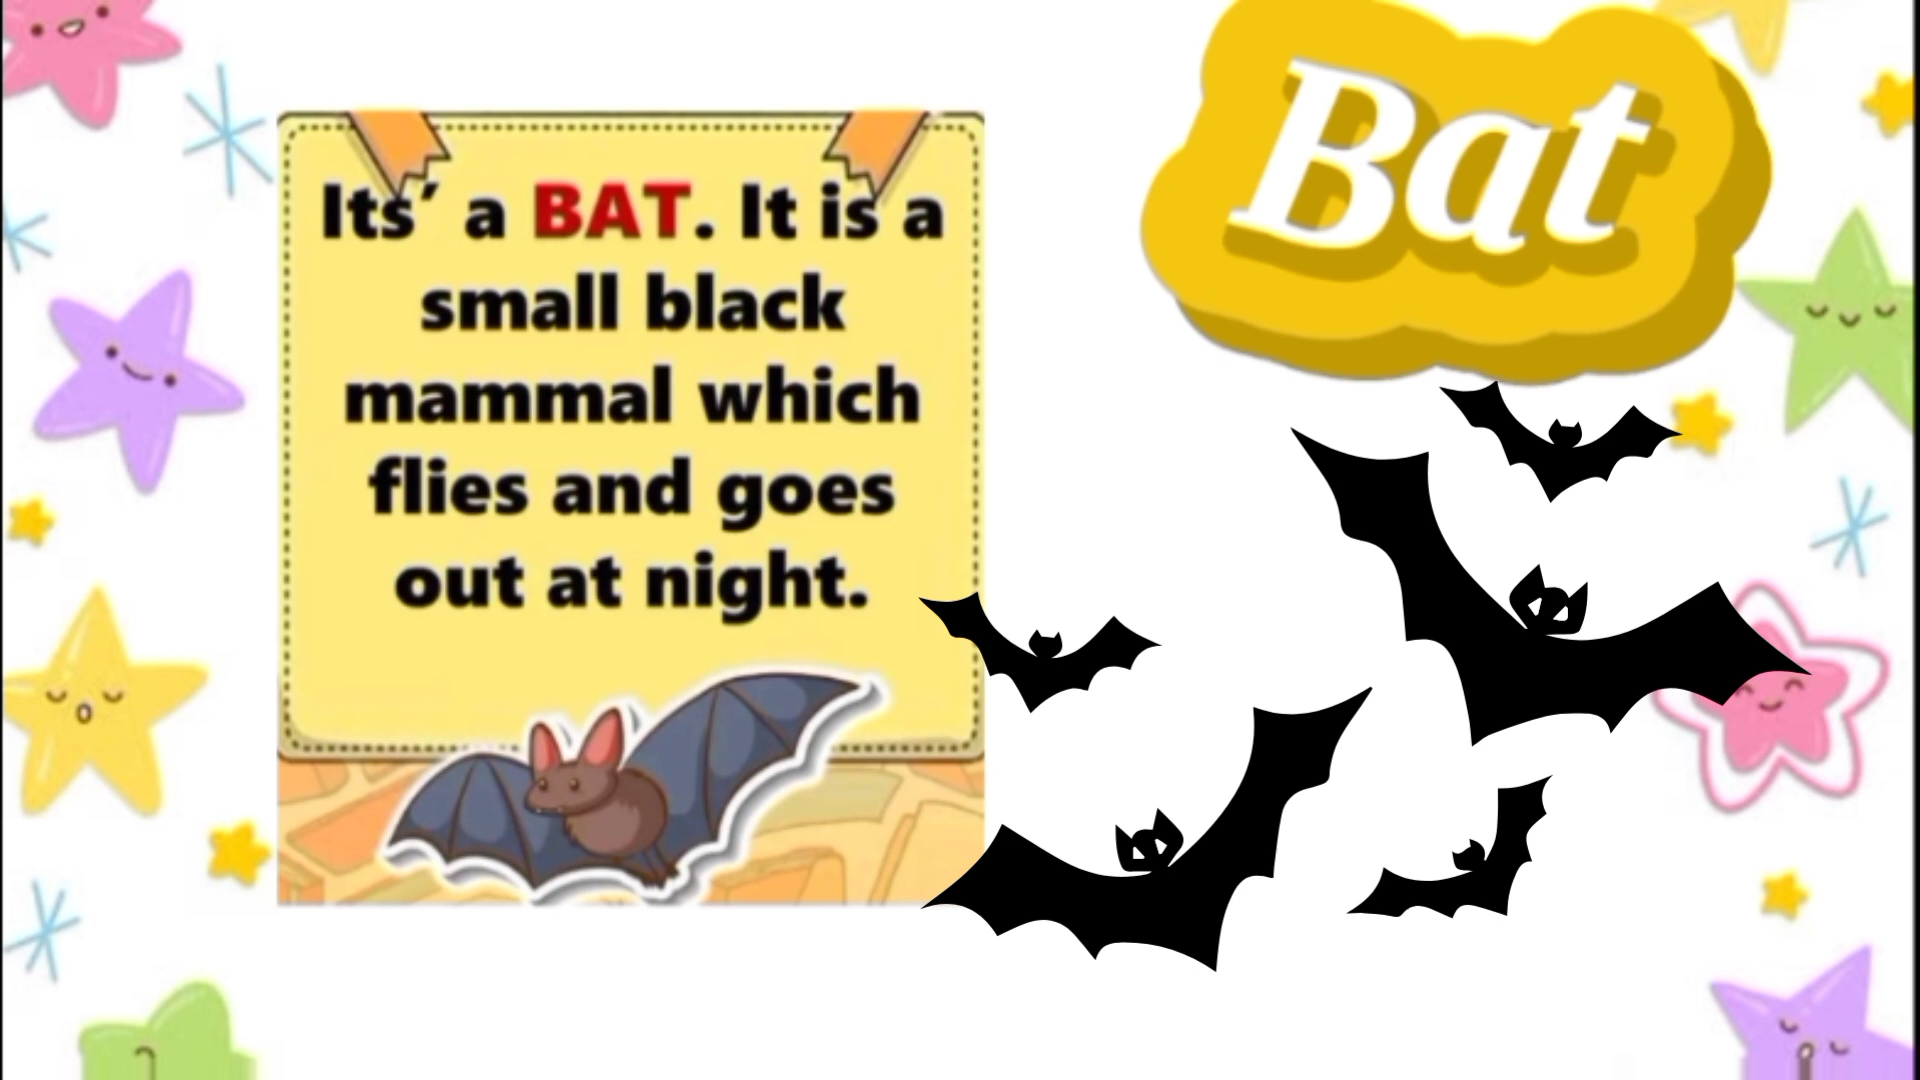 Bat
Its’ a BAT. It is a
small black
mammal which
flies and goes
out at night.